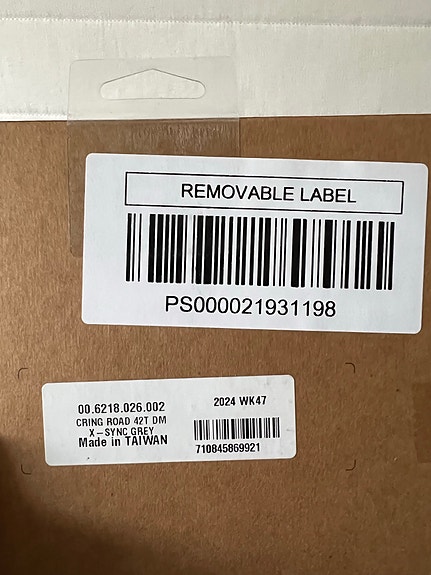 REMOVABLE LABEL
PS000021931198
00.6218.026.002
CRING ROAD 42T DM
X-SYNC GREY
Made in TAIWAN
2024 WK47
710845869921